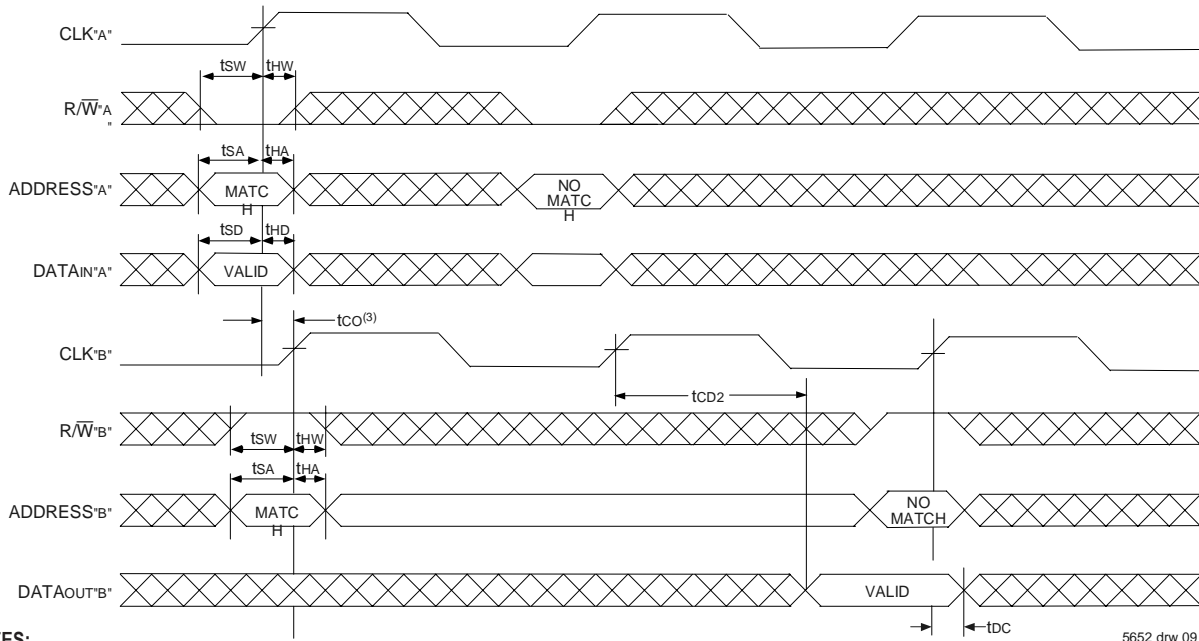 CLK"A"
tSW tHW
R/W"A
"
tSA tHA
ADDRESS"A"
MATC
H
NO
MATC
H
tSD tHD
DATAIN"A"
VALID
tCO(3)
CLK"B"
tCD2
R/W"B"
tSW tHW
tSA tHA
ADDRESS"B"
MATC
H
NO
MATCH
DATAOUT"B"
VALID
tDC
TES:
5652 drw 09